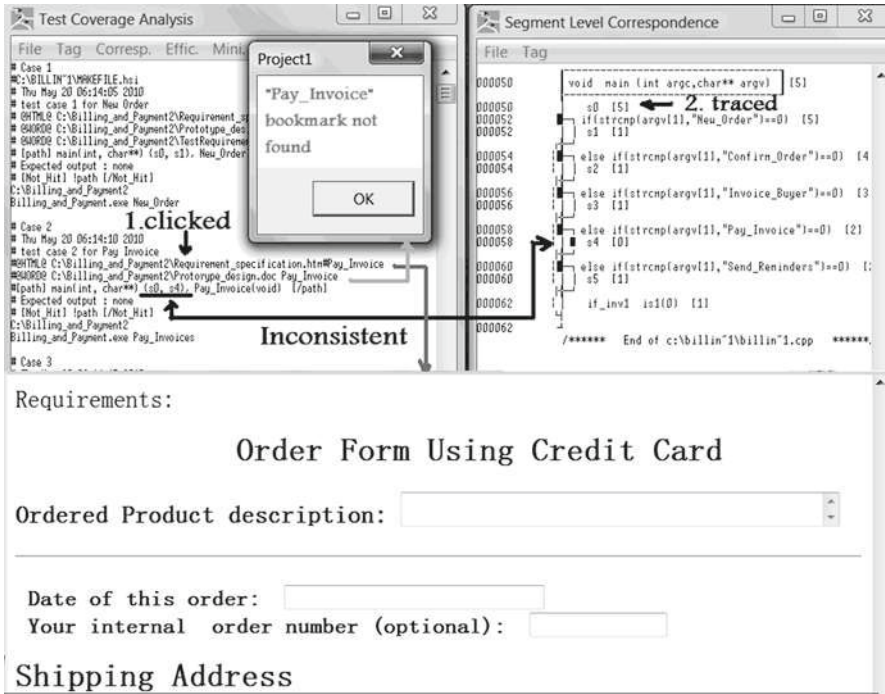 Test Coverage Analysis
File Tag Corresp. Effic. Mini.
# Case 1
#C:\BILLIN~1\MAKEFILE.hsi
# Thu May 20 06:14:05 2010
# test case 1 for New Order
# @HTML@ C:\Billing_and_Payment2\Requirement_sp
# @WORD@ C:\Billing_and_Payment2\Prototype_des
# @WORD@ C:\Billing_and_Payment2\TestRequiremen
# [path] main(int, char**) (s0, s1), New_Order
# Expected output : none
# [Not_Hit] !path [/Not_Hit]
C:\Billing_and_Payment2
Billing_and_Payment.exe New_Order
# Case 2
1.clicked
# Thu May 20 06:14:10 2010
# test case 2 for Pay Invoice
#@HTML@ C:\Billing_and_Payment2\Requirement_specification.htm#Pay_Invoice
#@WORD@ C:\Billing_and_Payment2\Protorype_design.doc Pay_Invoice
#[path] main(int, char**) (s0, s4), Pay_Invoice(void) [/path]
# Expected output : none
# [Not_Hit] !path [/Not_Hit]
C:\Billing_and_Payment2
Billing_and_Payment.exe Pay_Invoices
Inconsistent
# Case 3
Project1
"Pay_Invoice"
bookmark not
found
OK
Segment Level Correspondence
File Tag
000050 void main (int argc,char** argv) [5]
000050 s0 [5] 2. traced
000052 if(strcmp(argv[1],"New_Order")==0) [5]
000052 s1 [1]
000054 else if(strcmp(argv[1],"Confirm_Order")==0) [4
000054 s2 [1]
000056 else if(strcmp(argv[1],"Invoice_Buyer")==0) [3
000056 s3 [1]
000058 else if(strcmp(argv[1],"Pay_Invoice")==0) [2]
000058 s4 [0]
000060 else if(strcmp(argv[1],"Send_Reminders")==0) [
000060 s5 [1]
000062 if_inv1 is1(0) [1]
000062
/****** End of c:\billin~1\billin~1.cpp ******
Requirements:
Order Form Using Credit Card
Ordered Product description:
Date of this order:
Your internal order number (optional):
Shipping Address